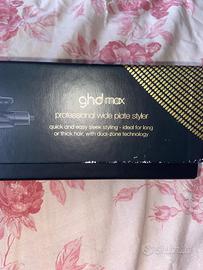 ghd max
professional wide plate styler
quick and easy sleek styling - ideal for long
or thick hair, with dual-zone technology.